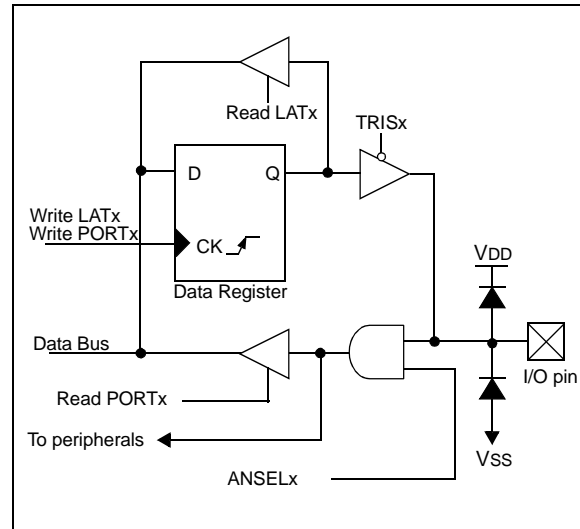 Read LATx
TRISx
D Q
Write LATx
Write PORTx
CK
Data Register
VDD
Data Bus
I/O pin
Read PORTx
To peripherals
VSS
ANSELx